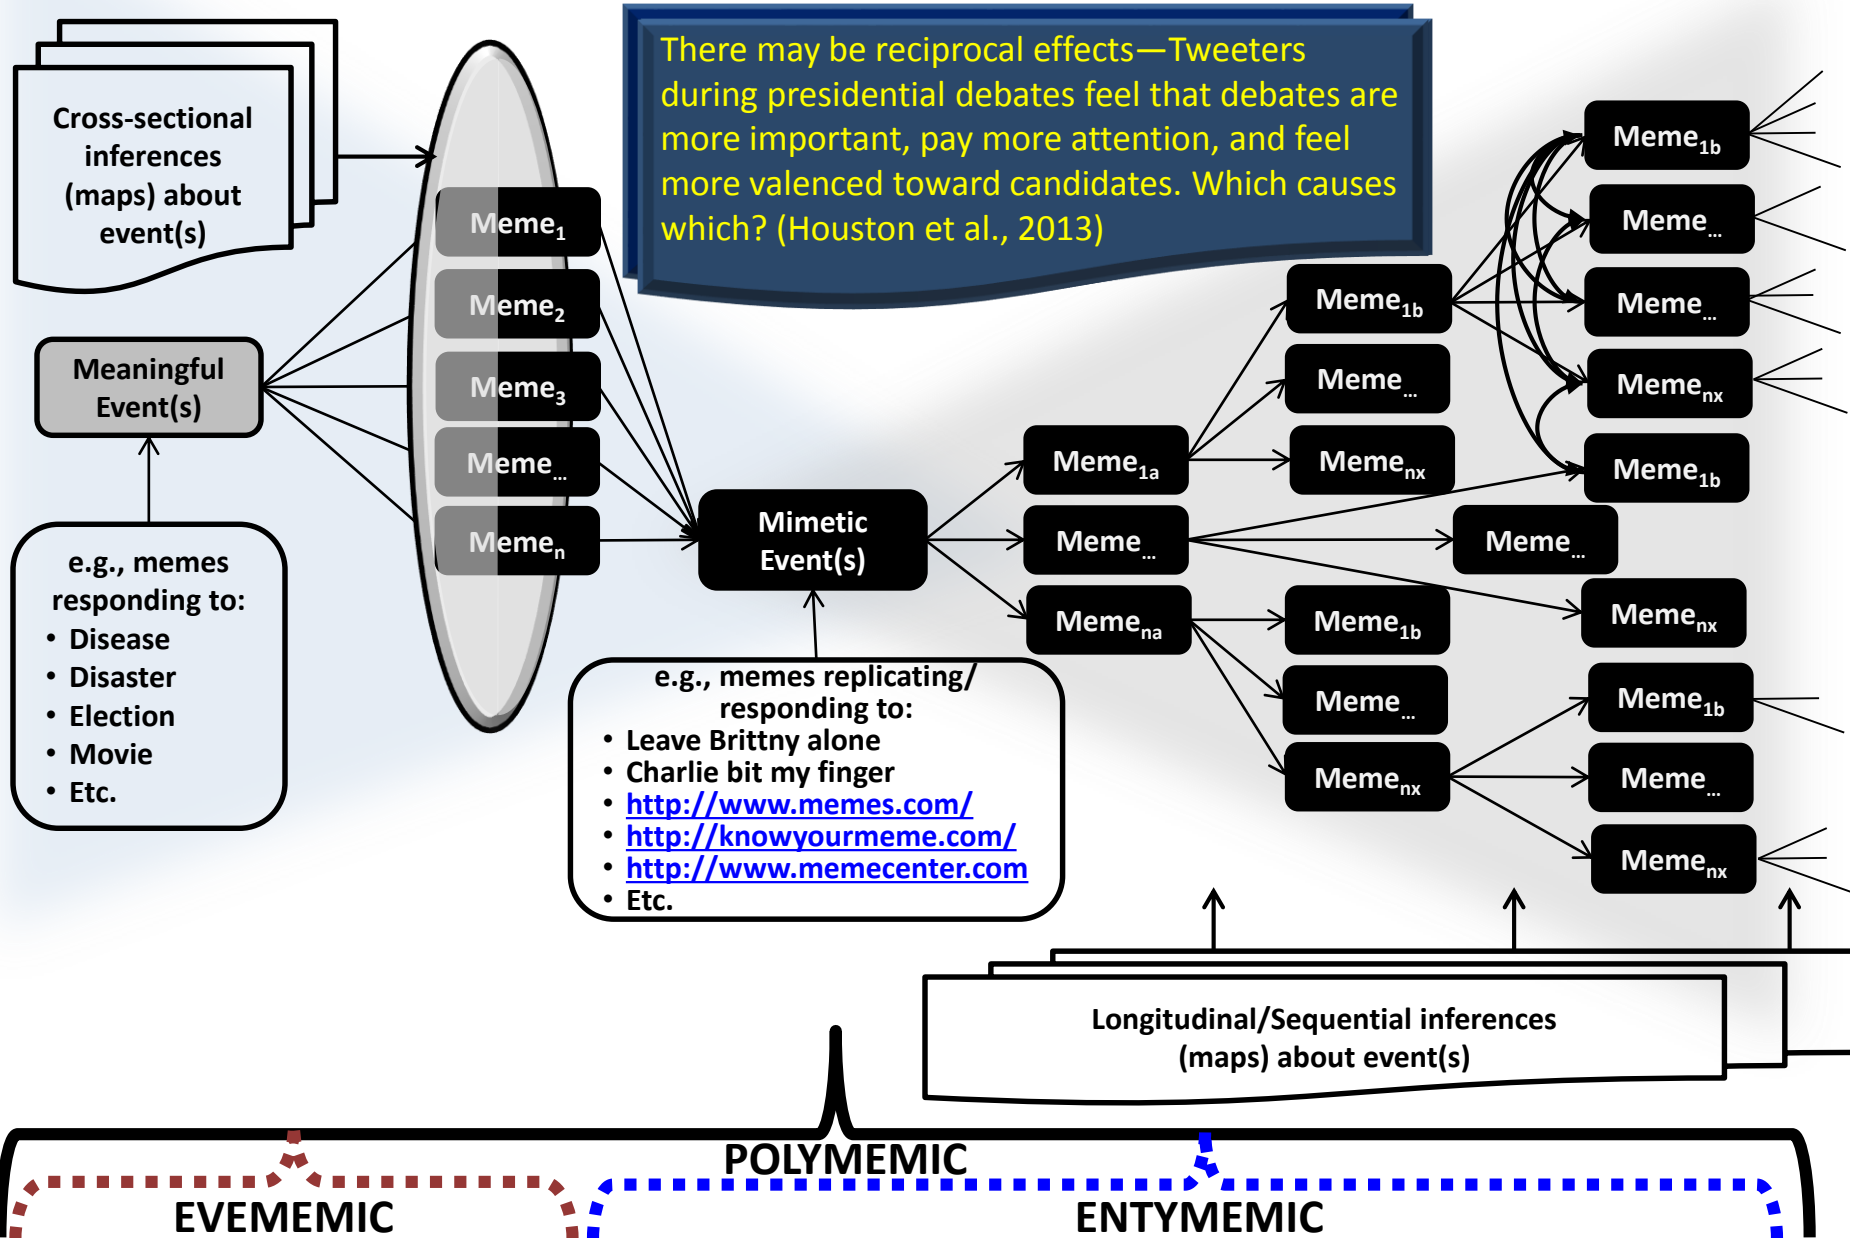 Cross-sectional
inferences
(maps) about
event(s)
There may be reciprocal effects—Tweeters
during presidential debates feel that debates are
more important, pay more attention, and feel
more valenced toward candidates. Which causes
which? (Houston et al., 2013)
Meaningful
Event(s)
e.g., memes
responding to:
• Disease
• Disaster
• Election
• Movie
• Etc.
Meme1
Meme2
Meme3
Meme...
Memen
Mimetic
Event(s)
e.g., memes replicating/
responding to:
• Leave Brittny alone
• Charlie bit my finger
• http://www.memes.com/
• http://knowyourmeme.com/
• http://www.memecenter.com
• Etc.
Meme1a
Meme...
Memena
Meme1b
Meme...
Memenx
Meme1b
Meme...
Memenx
Meme1b
Meme...
Meme...
Memenx
Meme1b
Meme...
Memenx
Meme1b
Meme...
Memenx
Longitudinal/Sequential inferences
(maps) about event(s)
POLYMEMIC
EVEMEMIC
ENTYMEMIC